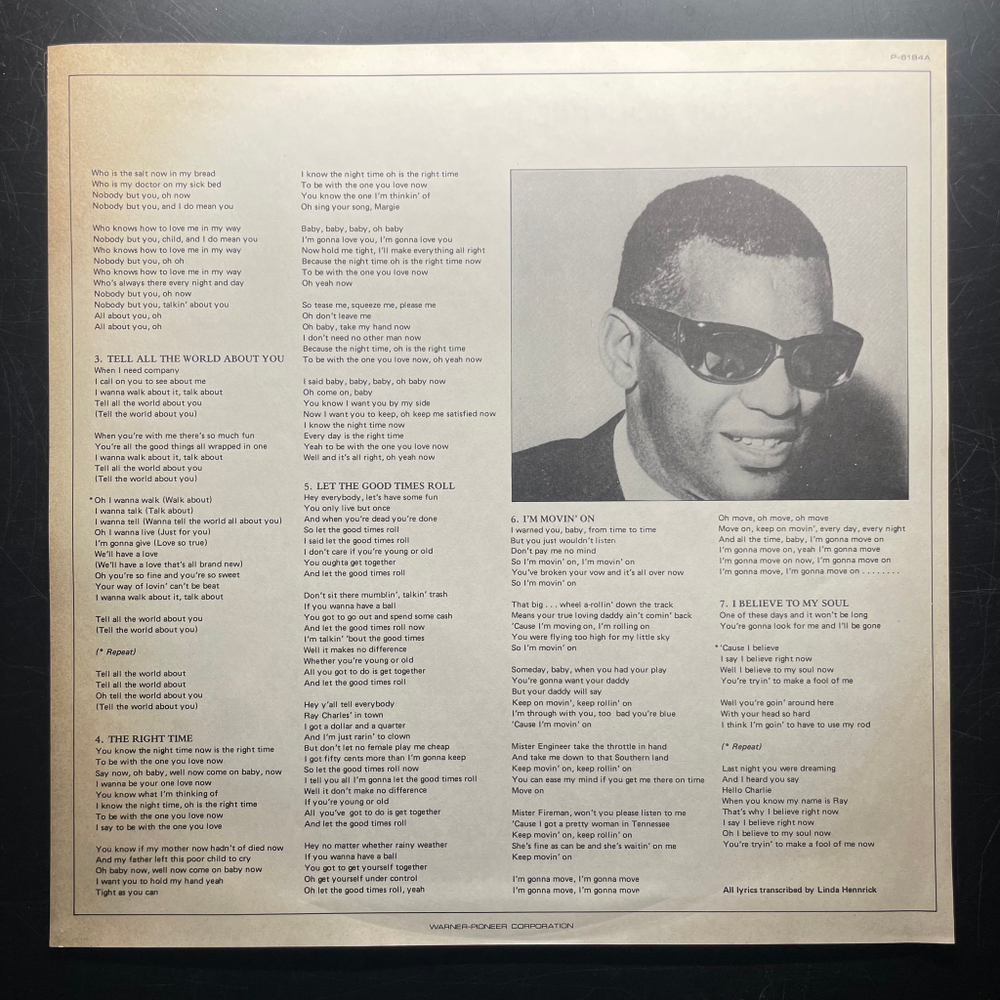 P-6184A
Who is the salt now in my bread
Who is my doctor on my sick bed
Nobody but you, oh now
Nobody but you, and I do mean you
Who knows how to love me in my way
Nobody but you, child, and I do mean you
Who knows how to love me in my way
Nobody but you, oh oh
Who knows how to love me in my way
Who's always there every night and day
Nobody but you, oh now
Nobody but you, talkin' about you
All about you, oh
All about you, oh
3. TELL ALL THE WORLD ABOUT YOU
When I need company
I call on you to see about me
I wanna walk about it, talk about
Tell all the world about you
(Tell the world about you)
When you're with me there's so much fun
You're all the good things all wrapped in one
I wanna walk about it, talk about
Tell all the world about you
(Tell the world about you)
*Oh I wanna walk (Walk about)
I wanna talk (Talk about)
I wanna tell (Wanna tell the world all about you)
Oh I wanna live (Just for you)
I'm gonna give (Love so true)
We'll have a love
(We'll have a love that's all brand new)
Oh you're so fine and you're so sweet
Your way of lovin' can't be beat
I wanna walk about it, talk about
Tell all the world about you
(Tell the world about you)
(* Repeat)
Tell all the world about
Tell all the world about
Oh tell the world about you
(Tell the world about you)
4. THE RIGHT TIME
You know the night time now is the right time
To be with the one you love now
Say now, oh baby, well now come on baby, now
I wanna be your one love now
You know what I'm thinking of
I know the night time, oh is the right time
To be with the one you love now
I say to be with the one you love
You know if my mother now hadn't of died now
And my father left this poor child to cry
Oh baby now, well now come on baby now
I want you to hold my hand yeah
Tight as you can
I know the night time oh is the right time
To be with the one you love now
You know the one I'm thinkin' of
Oh sing your song, Margie
Baby, baby, baby, oh baby
I'm gonna love you, I'm gonna love you
Now hold me tight, I'll make everything all right
Because the night time oh is the right time now
To be with the one you love now
Oh yeah now
So tease me, squeeze me, please me
Oh don't leave me
Oh baby, take my hand now
I don't need no other man now
Because the night time, oh is the right time
To be with the one you love now, oh yeah now
I said baby, baby, baby, oh baby now
Oh come on, baby
You know I want you by my side
Now I want you to keep, oh keep me satisfied now
I know the night time now
Every day is the right time
Yeah to be with the one you love now
Well and it's all right, oh yeah now
5. LET THE GOOD TIMES ROLL
Hey everybody, let's have some fun
You only live but once
And when you're dead you're done
So let the good times roll
I said let the good times roll
I don't care if you're young or old
You oughta get together
And let the good times roll
Don't sit there mumblin', talkin' trash
If you wanna have a ball
You got to go out and spend some cash
And let the good times roll now
I'm talkin' 'bout the good times
Well it makes no difference
Whether you're young or old
All you got to do is get together
And let the good times roll
Hey y'all tell everybody
Ray Charles' in town
I got a dollar and a quarter
And I'm just rarin' to clown
But don't let no female play me cheap
I got fifty cents more than I'm gonna keep
So let the good times roll now
I tell you all I'm gonna let the good times roll
Well it don't make no difference
If you're young or old
All you've got to do is get together
And let the good times roll
Hey no matter whether rainy weather
If you wanna have a ball
You got to get yourself together
Oh get yourself under control
Oh let the good times roll, yeah
6. I'M MOVIN' ON
I warned you, baby, from time to time
But you just wouldn't listen
Don't pay me no mind
So I'm movin' on, I'm movin' on
You've broken your vow and it's all over now
So I'm movin' on
That big . . . wheel a-rollin' down the track
Means your true loving daddy ain't comin' back
'Cause I'm moving on, I'm rolling on
You were flying too high for my little sky
So I'm movin' on
Someday, baby, when you had your play
You're gonna want your daddy
But your daddy will say
Keep on movin', keep rollin' on
I'm through with you, too bad you're blue
'Cause I'm movin' on
Mister Engineer take the throttle in hand
And take me down to that Southern land
Keep movin' on, keep rollin' on
You can ease my mind if you get me there on time
Move on
Mister Fireman, won't you please listen to me
'Cause I got a pretty woman in Tennessee
Keep movin' on, keep rollin' on
She's fine as can be and she's waitin' on me
Keep movin' on
I'm gonna move, I'm gonna move
I'm gonna move, I'm gonna move
Oh move, oh move, oh move
Move on, keep on movin', every day, every night
And all the time, baby, I'm gonna move on
I'm gonna move on, yeah I'm gonna move
I'm gonna move on now, I'm gonna move on
I'm gonna move, I'm gonna move on . . . . . . . .
7. I BELIEVE TO MY SOUL
One of these days and it won't be long
You're gonna look for me and I'll be gone
*'Cause I believe
I say I believe right now
Well I believe to my soul now
You're tryin' to make a fool of me
Well you're goin' around here
With your head so hard
I think I'm goin' to have to use my rod
(* Repeat)
Last night you were dreaming
And I heard you say
Hello Charlie
When you know my name is Ray
That's why I believe right now
I say I believe right now
Oh I believe to my soul now
You're tryin' to make a fool of me now
All lyrics transcribed by Linda Hennrick
WARNER-PIONEER CORPORATION